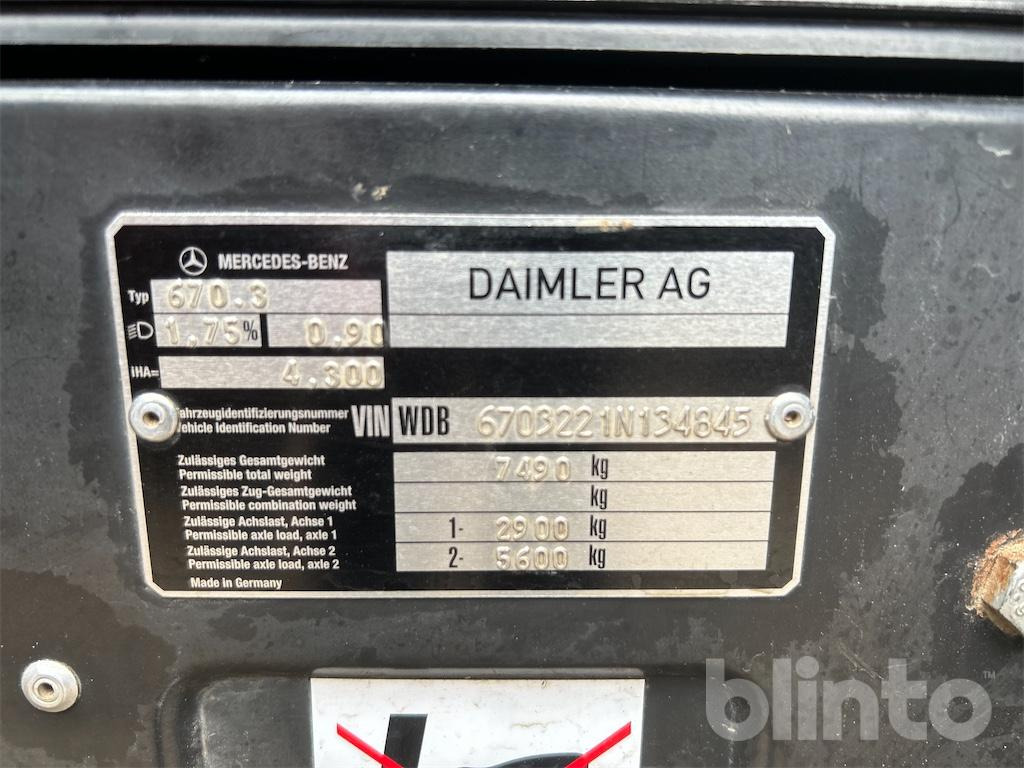 MERCEDES-BENZ
DAIMLER AG
Typ 670.3
1,75% 0.90
iHA= 4.300
Fahrzeugidentifizierungsnummer
Vehicle Identification Number
VIN WDB 6703221N134845
Zulässiges Gesamtgewicht
Permissible total weight
7490 kg
Zulässiges Zug-Gesamtgewicht
Permissible combination weight
kg
Zulässige Achslast, Achse 1
Permissible axle load, axle 1
1- 2900 kg
Zulässige Achslast, Achse 2
Permissible axle load, axle 2
2- 5600 kg
Made in Germany
blinto™